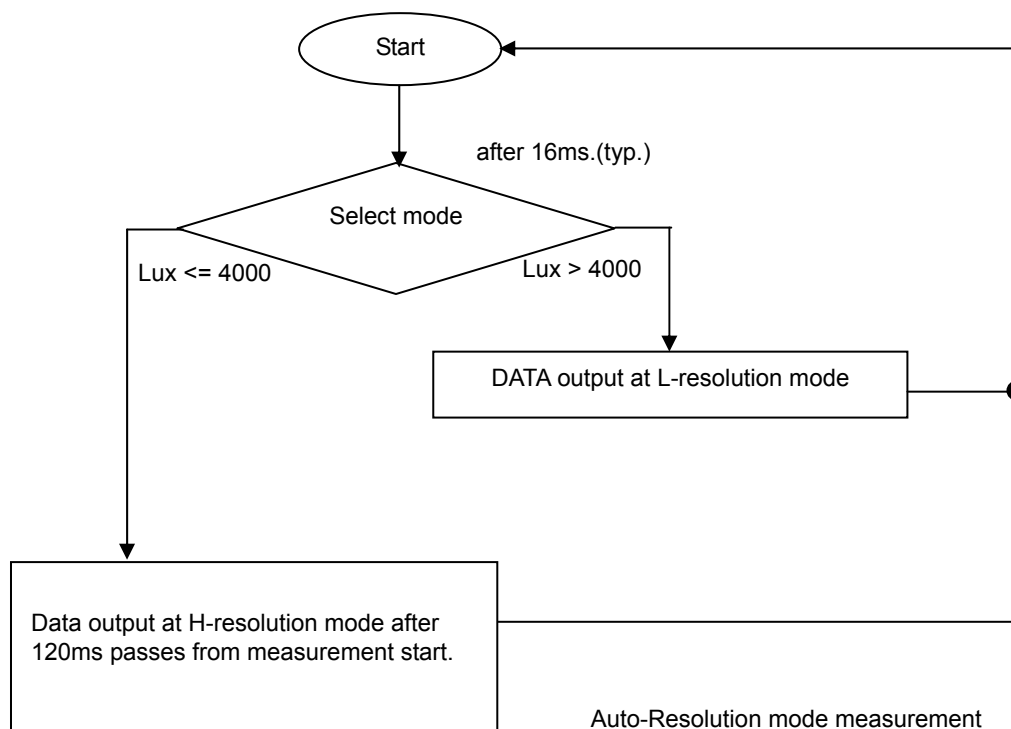 Start
after 16ms.(typ.)
Select mode
Lux <= 4000
Lux > 4000
DATA output at L-resolution mode
Data output at H-resolution mode after
120ms passes from measurement start.
Auto-Resolution mode measurement